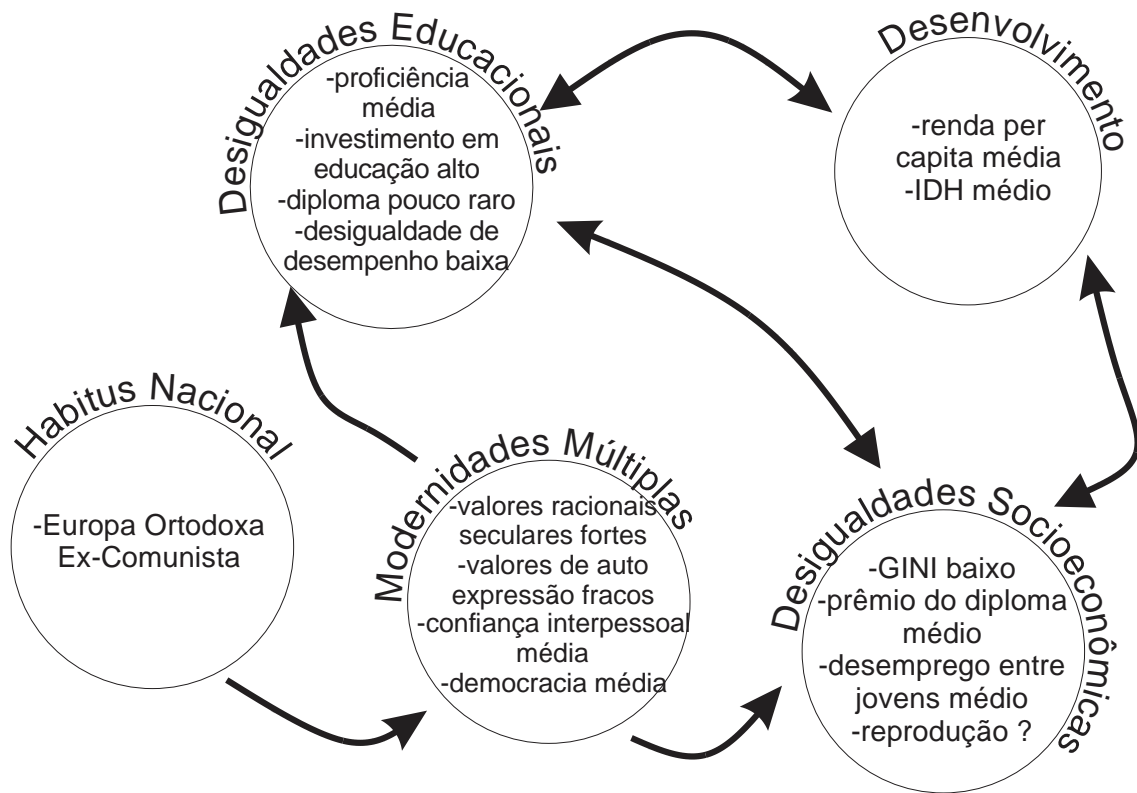 Desigualdades Educacionais
-proficiência
média
-investimento em
educação alto
-diploma pouco raro
-desigualdade de
desempenho baixa
Desenvolvimento
-renda per
capita média
-IDH médio
Habitus Nacional
-Europa Ortodoxa
Ex-Comunista
Modernidades Múltiplas
-valores racionais
seculares fortes
-valores de auto
expressão fracos
-confiança interpessoal
média
-democracia média
Desigualdades Socioeconômicas
-GINI baixo
-prêmio do diploma
médio
-desemprego entre
jovens médio
-reprodução ?